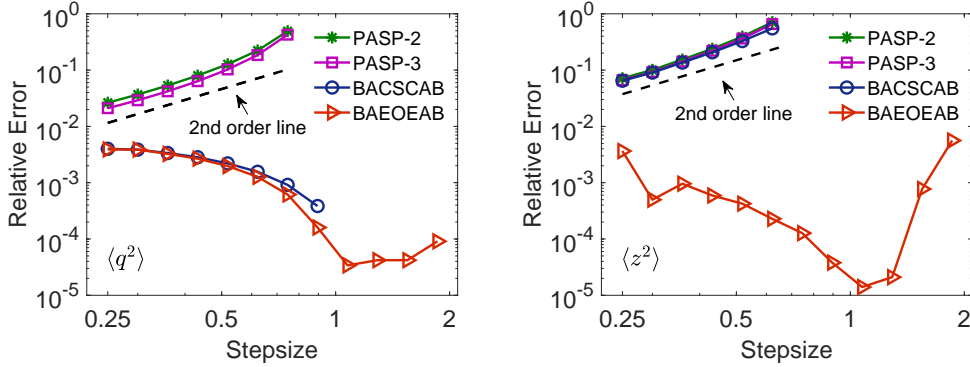 10^0
10^-1
10^-2
10^-3
10^-4
10^-5
Relative Error
PASP-2
PASP-3
BACSCAB
BAEOEAB
2nd order line
⟨q²⟩
0.25
0.5
1
2
Stepsize
10^0
10^-1
10^-2
10^-3
10^-4
10^-5
Relative Error
PASP-2
PASP-3
BACSCAB
BAEOEAB
2nd order line
⟨z²⟩
0.25
0.5
1
2
Stepsize